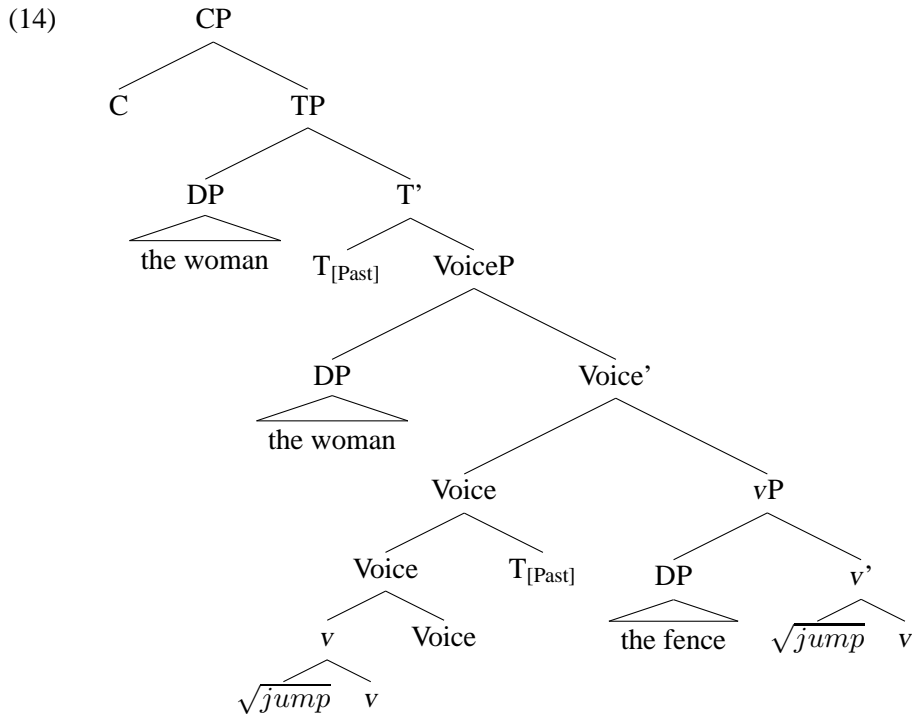 (14) CP
C TP
DP T’
the woman T[Past] VoiceP
DP Voice’
the woman
Voice vP
Voice T[Past] DP v’
v Voice the fence √jump v
√jump v